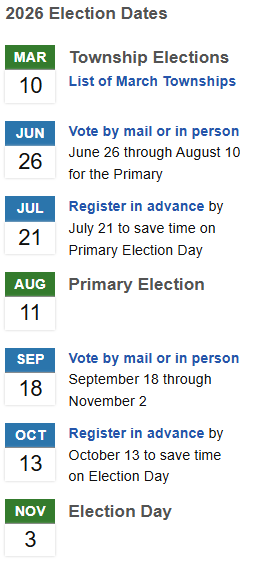 2026 Election Dates
MAR
10
Township Elections
List of March Townships
JUN
26
Vote by mail or in person
June 26 through August 10
for the Primary
JUL
21
Register in advance by
July 21 to save time on
Primary Election Day
AUG
11
Primary Election
SEP
18
Vote by mail or in person
September 18 through
November 2
OCT
13
Register in advance by
October 13 to save time
on Election Day
NOV
3
Election Day